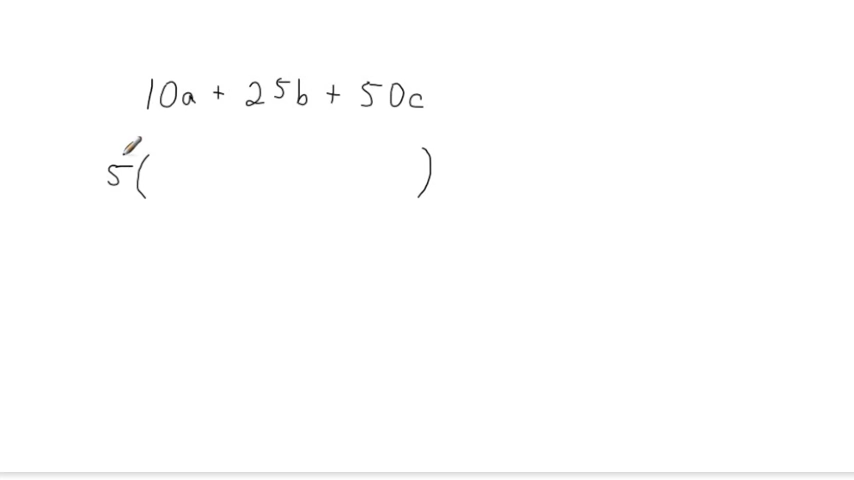 10a + 25b + 50c
5( )